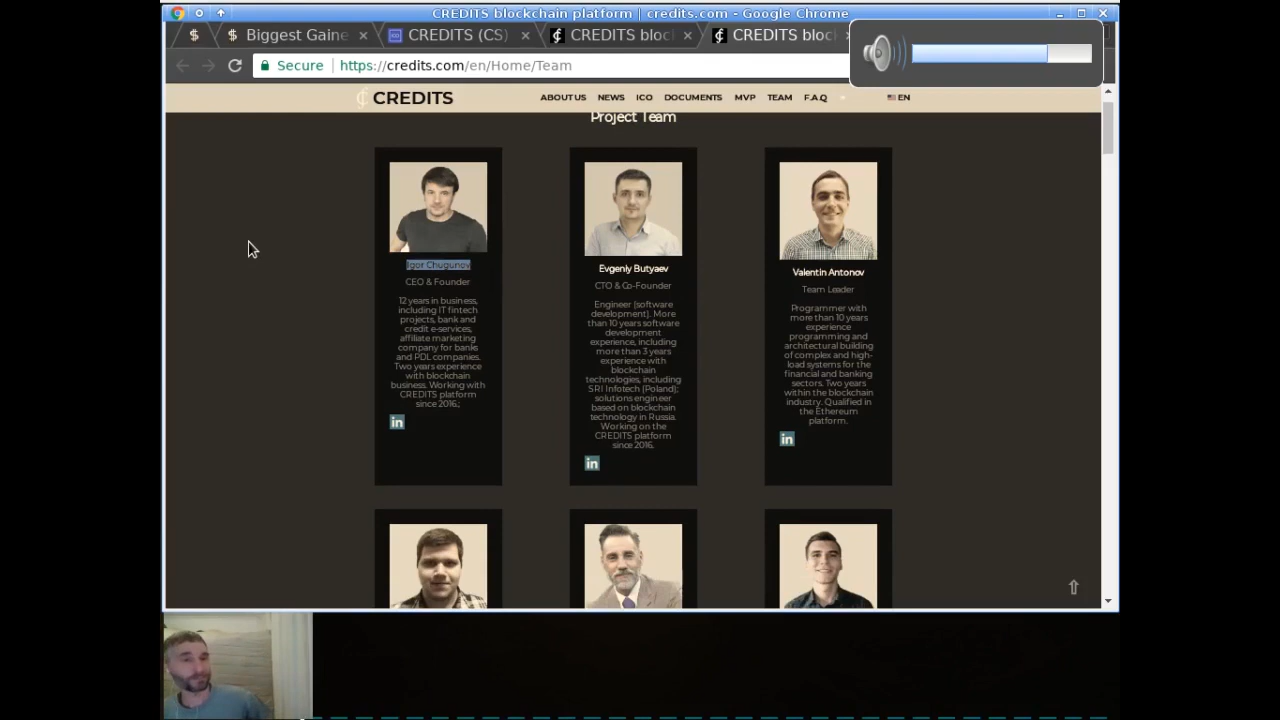 CREDITS blockchain platform | credits.com - Google Chrome
$ $ Biggest Gaine CREDITS (CS) CREDITS bloc CREDITS bloc
Secure https://credits.com/en/Home/Team
CREDITS ABOUT US NEWS ICO DOCUMENTS MVP TEAM F.A.Q EN
Project Team
Igor Chugunov
CEO & Founder
12 years in business,
including IT fintech
projects, bank and
credit e-services,
affiliate marketing
company for banks
and PDL companies.
Two years experience
with blockchain
business. Working with
CREDITS platform
since 2016.;
in
Evgeniy Butyaev
CTO & Co-Founder
Engineer (software
development). More
than 10 years software
development
experience, including
more than 3 years
experience with
blockchain
technologies, including
SRI Infotech (Poland);
solutions engineer
based on blockchain
technology in Russia.
Working on the
CREDITS platform
since 2016.
in
Valentin Antonov
Team Leader
Programmer with
more than 10 years
experience
programming and
architectural building
of complex and high-
load systems for the
financial and banking
sectors. Two years
within the blockchain
industry. Qualified in
the Ethereum
platform.
in